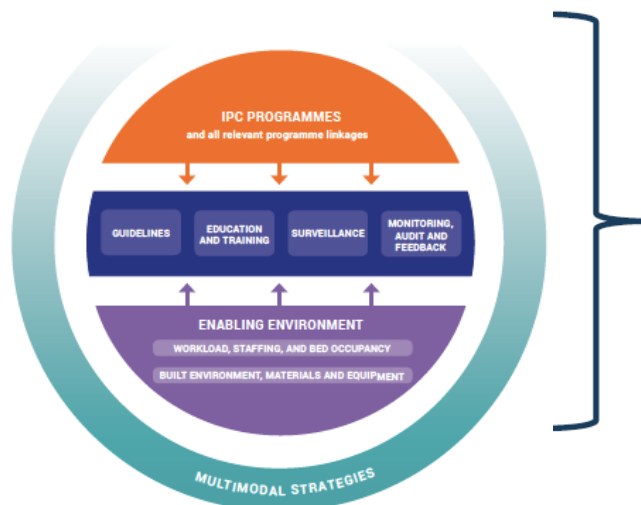 IPC PROGRAMMES
and all relevant programme linkages
GUIDELINES
EDUCATION
AND TRAINING
SURVEILLANCE
MONITORING,
AUDIT AND
FEEDBACK
ENABLING ENVIRONMENT
WORKLOAD, STAFFING, AND BED OCCUPANCY
BUILT ENVIRONMENT, MATERIALS AND EQUIPMENT
MULTIMODAL STRATEGIES